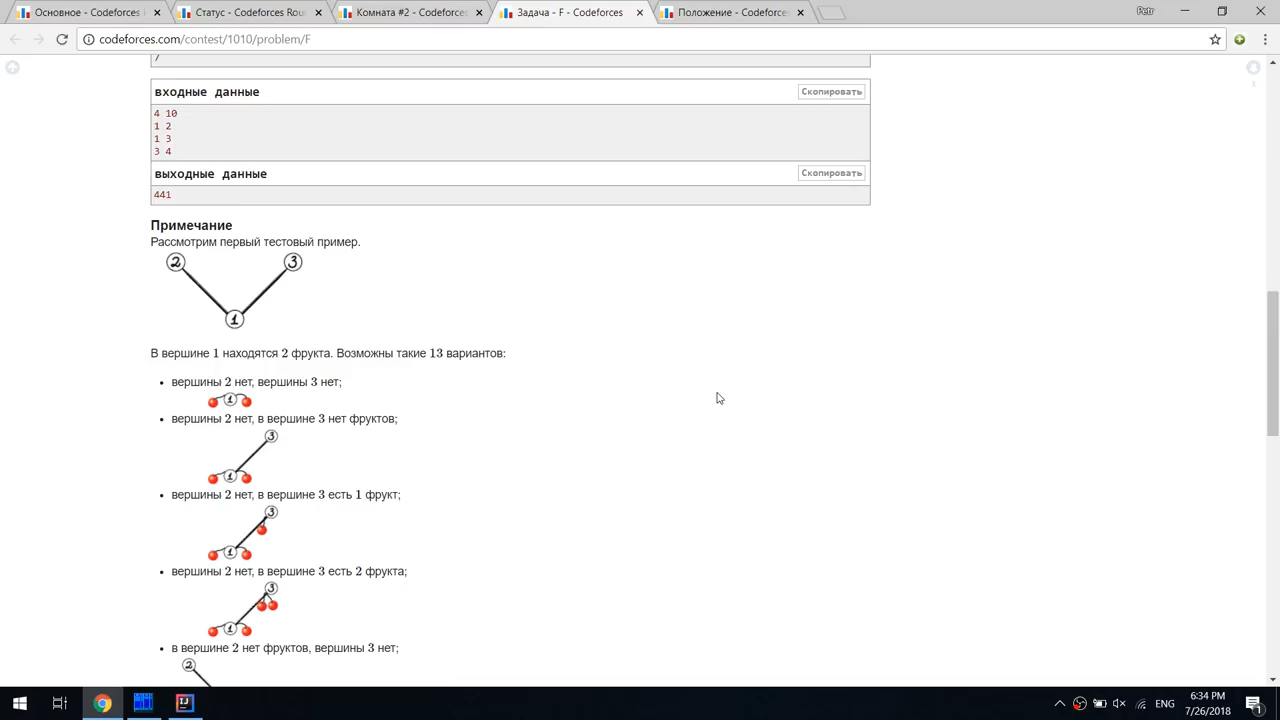 Основное - Codeforces
Статус - Codeforces Rou
Комната #2 - Codeforces
Задача - F - Codeforces
Положение - Codeforces
Petr
codeforces.com/contest/1010/problem/F
7
входные данные
Скопировать
4 10
1 2
1 3
3 4
выходные данные
Скопировать
441
Примечание
Рассмотрим первый тестовый пример.
2
3
1
В вершине 1 находятся 2 фрукта. Возможны такие 13 вариантов:
вершины 2 нет, вершины 3 нет;
1
вершины 2 нет, в вершине 3 нет фруктов;
3
1
вершины 2 нет, в вершине 3 есть 1 фрукт;
3
1
вершины 2 нет, в вершине 3 есть 2 фрукта;
3
1
в вершине 2 нет фруктов, вершины 3 нет;
2
ENG
6:34 PM
7/26/2018
1